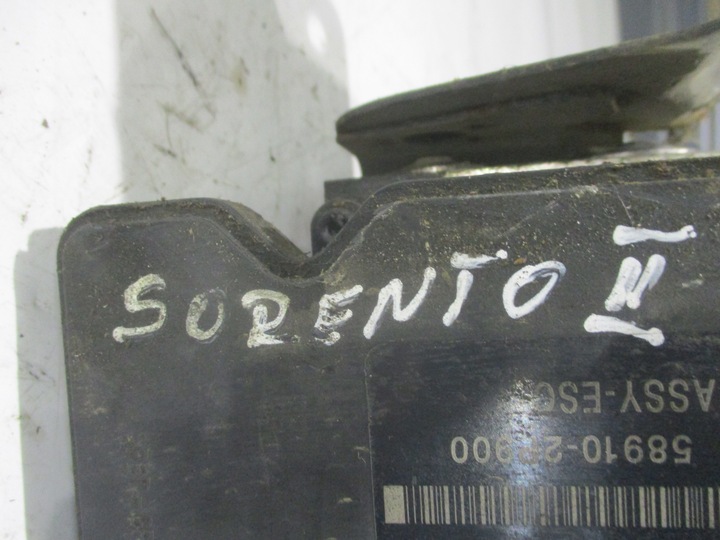 SORENTO II
ASSY-ESC
58910-2P900